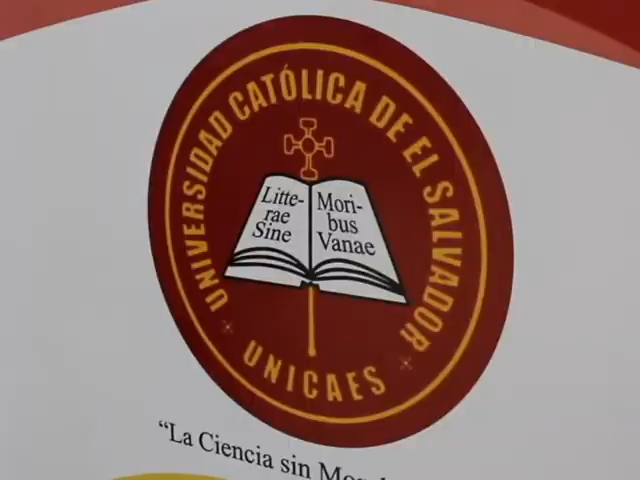 UNIVERSIDAD CATÓLICA DE EL SALVADOR
Litte-
rae
Sine
Mori-
bus
Vanae
UNICAES
“La Ciencia sin